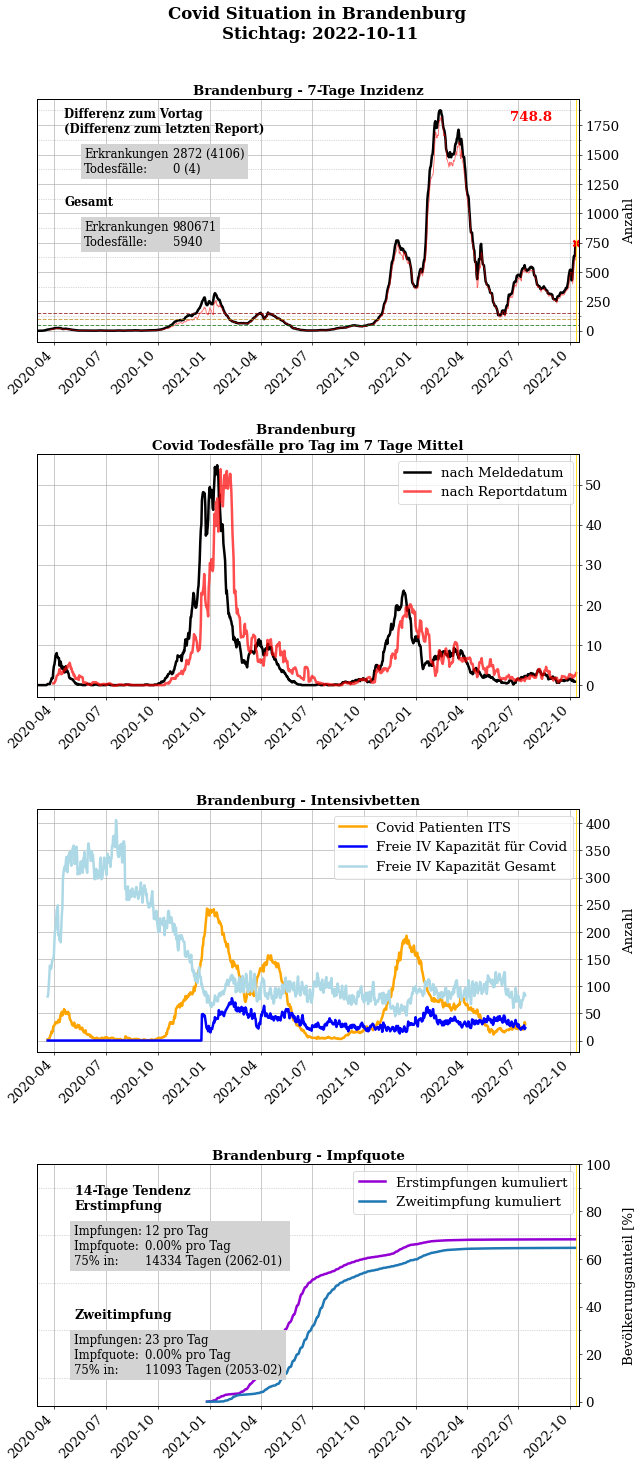 Covid Situation in Brandenburg
Stichtag: 2022-10-11
Brandenburg - 7-Tage Inzidenz
Differenz zum Vortag
(Differenz zum letzten Report)
Erkrankungen 2872 (4106)
Todesfälle: 0 (4)
Gesamt
Erkrankungen 980671
Todesfälle: 5940
748.8
1750
1500
1250
1000
750
500
250
0
Anzahl
2020-04 2020-07 2020-10 2021-01 2021-04 2021-07 2021-10 2022-01 2022-04 2022-07 2022-10
Brandenburg
Covid Todesfälle pro Tag im 7 Tage Mittel
nach Meldedatum
nach Reportdatum
50
40
30
20
10
0
2020-04 2020-07 2020-10 2021-01 2021-04 2021-07 2021-10 2022-01 2022-04 2022-07 2022-10
Brandenburg - Intensivbetten
Covid Patienten ITS
Freie IV Kapazität für Covid
Freie IV Kapazität Gesamt
400
350
300
250
200
150
100
50
0
Anzahl
2020-04 2020-07 2020-10 2021-01 2021-04 2021-07 2021-10 2022-01 2022-04 2022-07 2022-10
Brandenburg - Impfquote
14-Tage Tendenz
Erstimpfung
Impfungen: 12 pro Tag
Impfquote: 0.00% pro Tag
75% in: 14334 Tagen (2062-01)
Zweitimpfung
Impfungen: 23 pro Tag
Impfquote: 0.00% pro Tag
75% in: 11093 Tagen (2053-02)
Erstimpfungen kumuliert
Zweitimpfung kumuliert
100
80
60
40
20
0
Bevölkerungsanteil [%]
2020-04 2020-07 2020-10 2021-01 2021-04 2021-07 2021-10 2022-01 2022-04 2022-07 2022-10